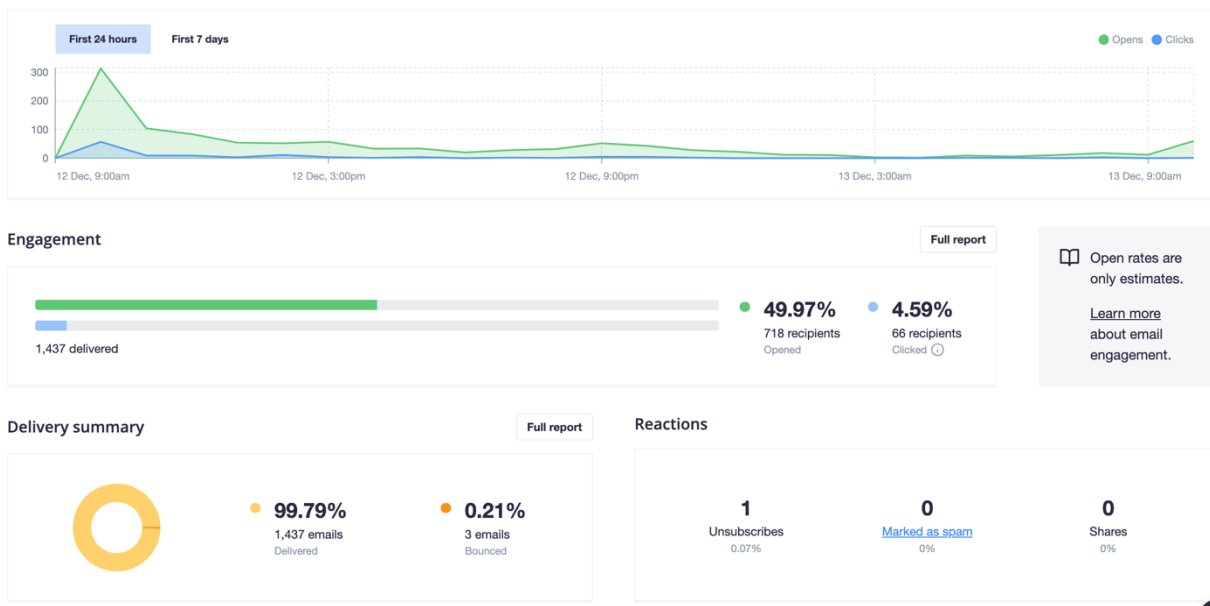 First 24 hours
First 7 days
Opens
Clicks
300
200
100
0
12 Dec, 9:00am
12 Dec, 3:00pm
12 Dec, 9:00pm
13 Dec, 3:00am
13 Dec, 9:00am
Engagement
Full report
1,437 delivered
49.97%
718 recipients
Opened
4.59%
66 recipients
Clicked
Open rates are
only estimates.
Learn more
about email
engagement.
Delivery summary
Full report
99.79%
1,437 emails
Delivered
0.21%
3 emails
Bounced
Reactions
1
Unsubscribes
0.07%
0
Marked as spam
0%
0
Shares
0%